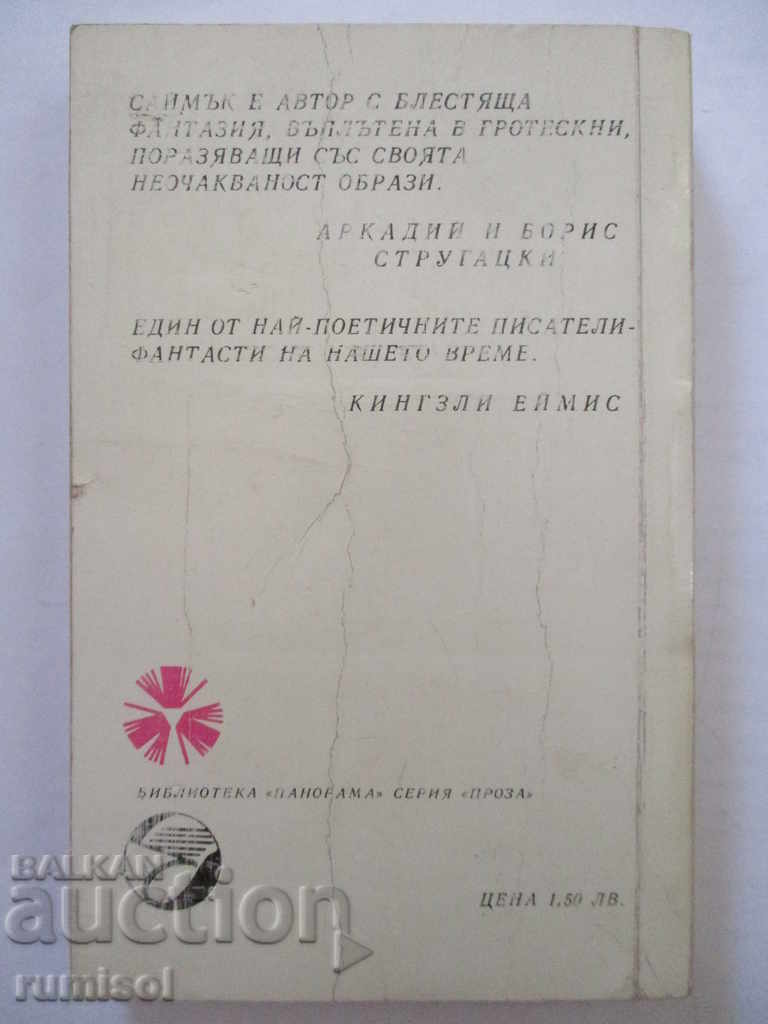 САЙМЪК Е АВТОР С БЛЕСТЯЩА
ФАНТАЗИЯ, ВЪПЛЪТЕНА В ГРОТЕСКНИ,
ПОРАЗЯВАЩИ СЪС СВОЯТА
НЕОЧАКВАНОСТ ОБРАЗИ.
АРКАДИЙ И БОРИС
СТРУГАЦКИ
ЕДИН ОТ НАЙ-ПОЕТИЧНИТЕ ПИСАТЕЛИ-
ФАНТАСТИ НА НАШЕТО ВРЕМЕ.
КИНГЗЛИ ЕЙМИС
БИБЛИОТЕКА «ПАНОРАМА» СЕРИЯ «ПРОЗА»
ЦЕНА 1,50 ЛВ.
BALKAN
auction
rumisol